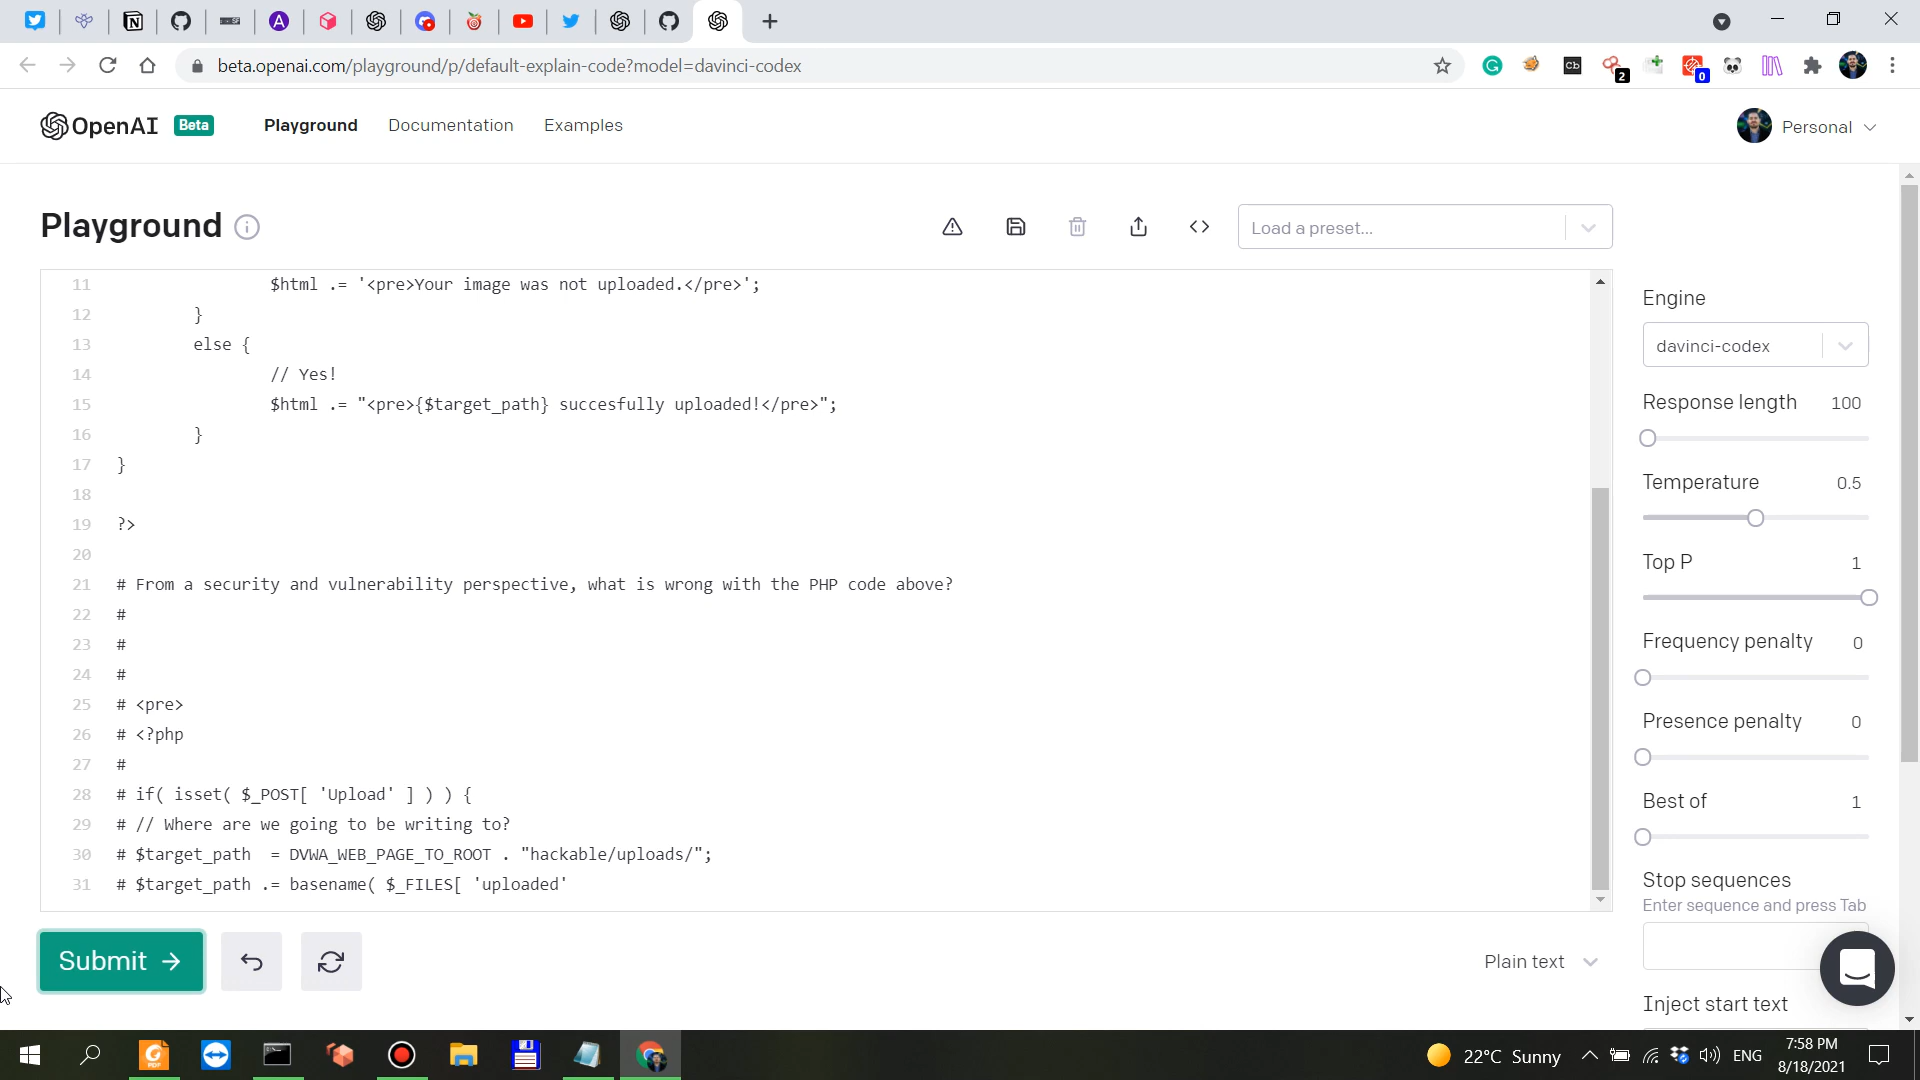 beta.openai.com/playground/p/default-explain-code?model=davinci-codex
2
0
OpenAI Beta Playground Documentation Examples Personal
Playground
Load a preset...
11 $html .= '<pre>Your image was not uploaded.</pre>';
12 }
13 else {
14 // Yes!
15 $html .= "<pre>{$target_path} succesfully uploaded!</pre>";
16 }
17 }
18
19 ?>
20
21 # From a security and vulnerability perspective, what is wrong with the PHP code above?
22 #
23 #
24 #
25 # <pre>
26 # <?php
27 #
28 # if( isset( $_POST[ 'Upload' ] ) ) {
29 # // Where are we going to be writing to?
30 # $target_path  = DVWA_WEB_PAGE_TO_ROOT . "hackable/uploads/";
31 # $target_path .= basename( $_FILES[ 'uploaded'
Submit →
Plain text
Engine
davinci-codex
Response length 100
Temperature 0.5
Top P 1
Frequency penalty 0
Presence penalty 0
Best of 1
Stop sequences
Enter sequence and press Tab
Inject start text
22°C Sunny
ENG
7:58 PM
8/18/2021